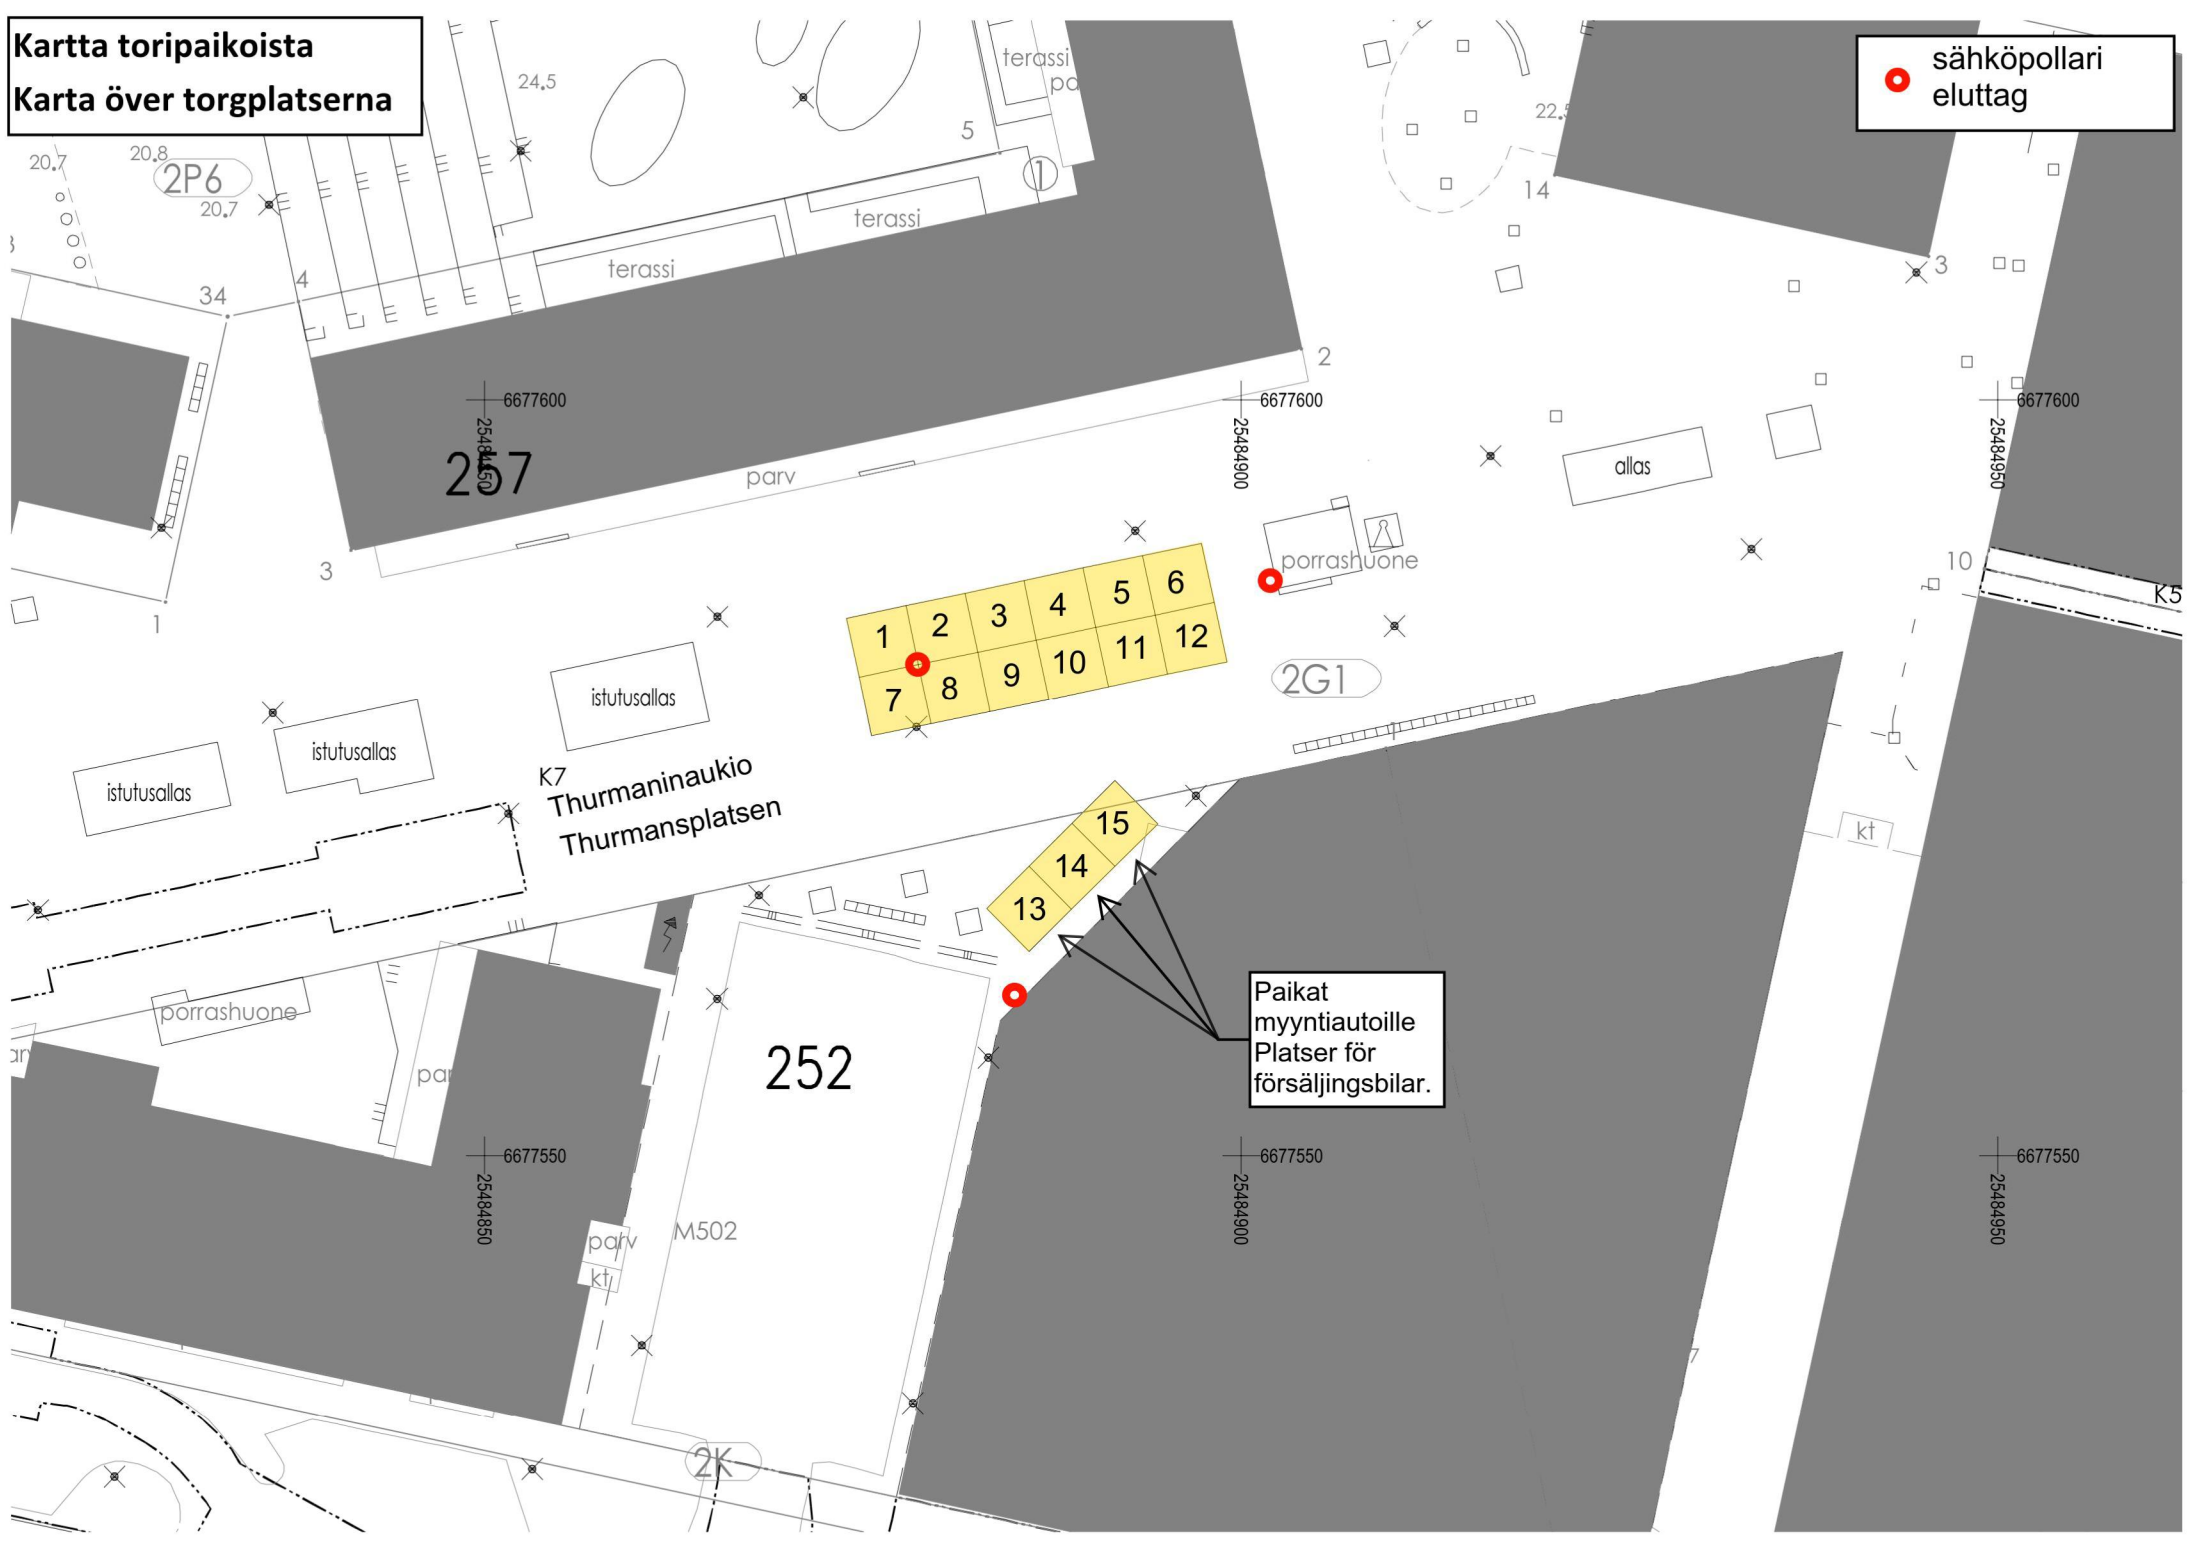 Kartta toripaikoista
Karta över torgplatserna
sähköpollari
eluttag
24.5
terassi
5
1
22.5
14
3
20.7
20.8
2P6
20.7
terassi
terassi
34
4
2
6677600
6677600
6677600
25484850
25484900
25484950
257
parv
allas
3
1
porrashuone
10
K5
1
2
3
4
5
6
7
8
9
10
11
12
2G1
istutusallas
istutusallas
istutusallas
K7
Thurmaninaukio
Thurmansplatsen
15
14
13
kt
porrashuone
Paikat
myyntiautoille
Platser för
försäljingsbilar.
252
6677550
6677550
6677550
25484850
25484900
25484950
M502
parv
kt
7
2K